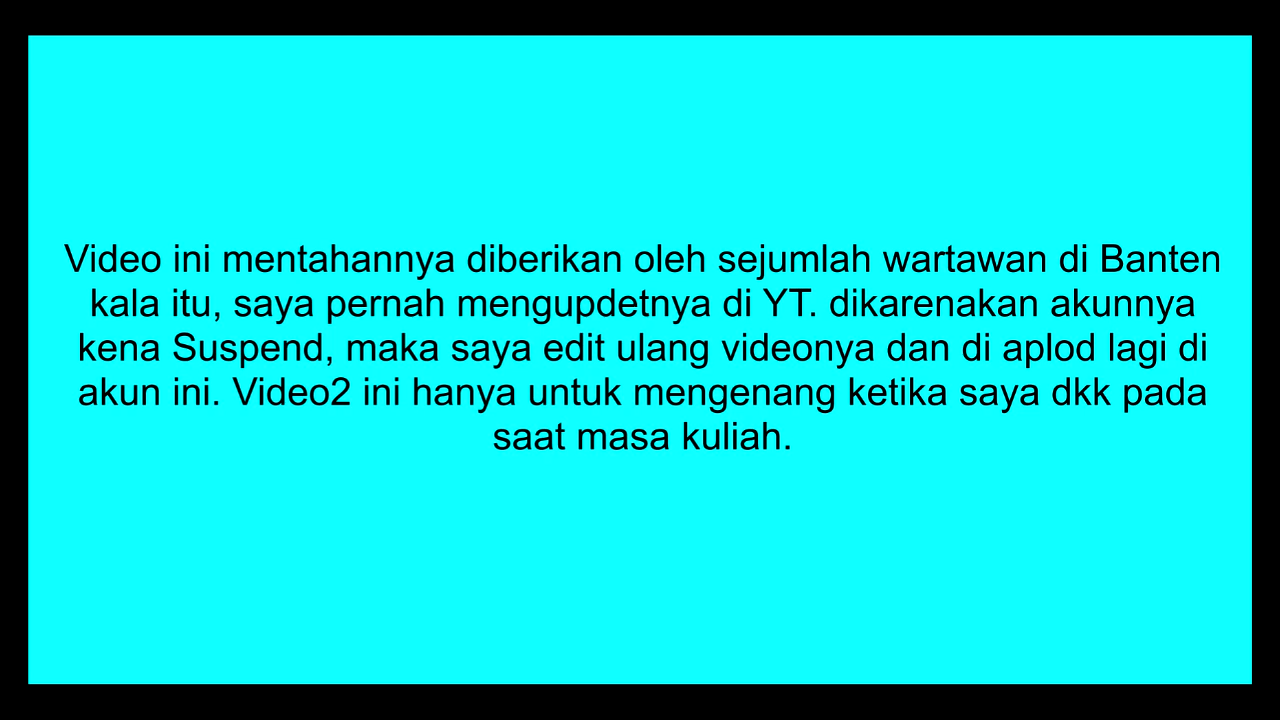 Video ini mentahannya diberikan oleh sejumlah wartawan di Banten
kala itu, saya pernah mengupdetnya di YT. dikarenakan akunnya
kena Suspend, maka saya edit ulang videonya dan di aplod lagi di
akun ini. Video2 ini hanya untuk mengenang ketika saya dkk pada
saat masa kuliah.